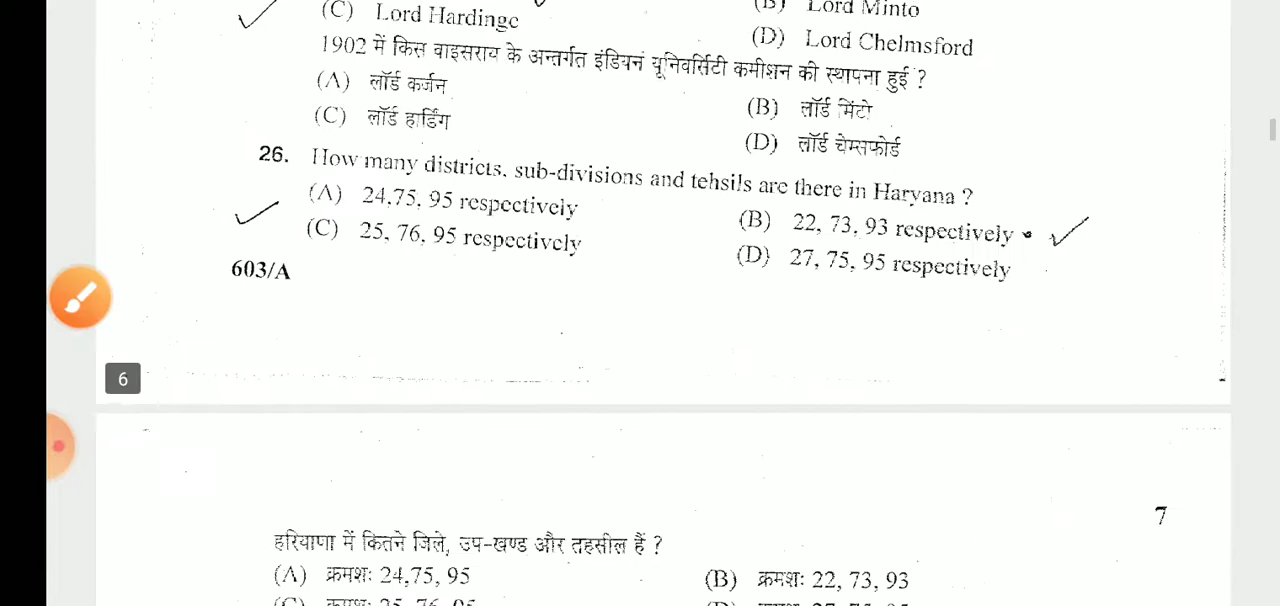 (C) Lord Hardinge (B) Lord Minto
(D) Lord Chelmsford
1902 में किस वाइसराय के अन्तर्गत इंडियन यूनिवर्सिटी कमीशन की स्थापना हुई ?
(A) लॉर्ड कर्जन (B) लॉर्ड मिंटो
(C) लॉर्ड हार्डिंग (D) लॉर्ड चेम्सफोर्ड
26. How many districts, sub-divisions and tehsils are there in Haryana ?
(A) 24,75, 95 respectively (B) 22, 73, 93 respectively
(C) 25, 76, 95 respectively (D) 27, 75, 95 respectively
603/A
6
7
हरियाणा में कितने जिले, उप-खण्ड और तहसील हैं ?
(A) क्रमशः 24,75, 95 (B) क्रमशः 22, 73, 93